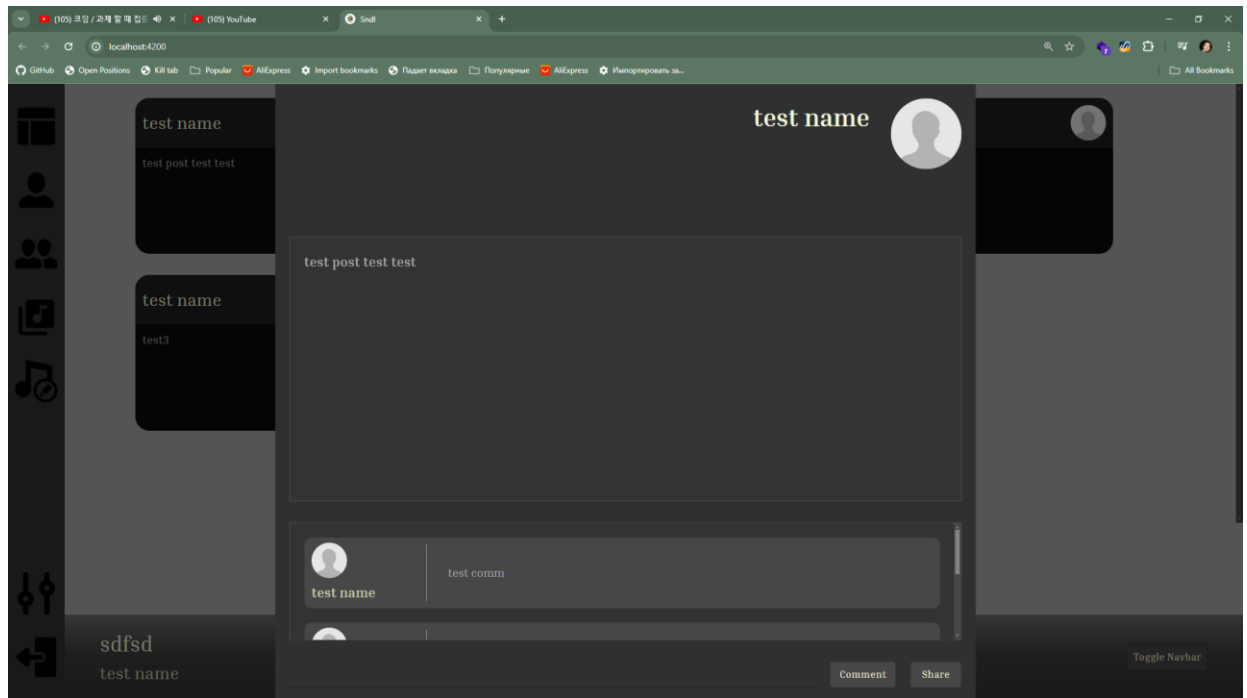 (105) 코딩 / 과제 할 때 집중
(105) YouTube
Sndl
localhost:4200
GitHub
Open Positions
Kill tab
Popular
AliExpress
Import bookmarks
Падает вкладка
Популярные
AliExpress
Импортировать за...
All Bookmarks
test name
test post test test
test name
test3
test name
test post test test
test name
test comm
Comment
Share
sdfsd
test name
Toggle Navbar